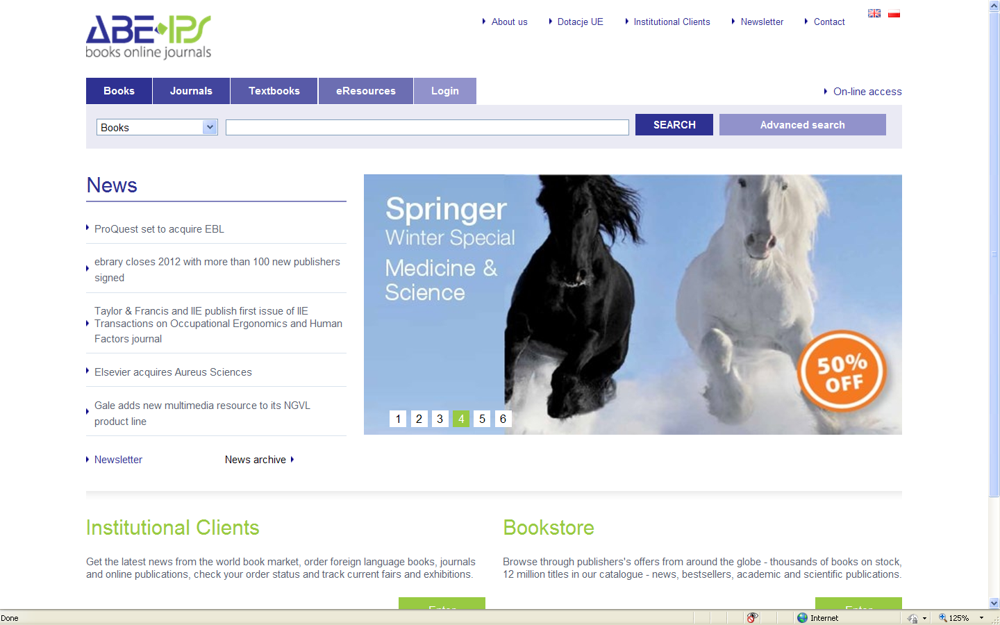 ABE IPS
books online journals
About us
Dotacje UE
Institutional Clients
Newsletter
Contact
Books
Journals
Textbooks
eResources
Login
On-line access
Books
SEARCH
Advanced search
News
ProQuest set to acquire EBL
ebrary closes 2012 with more than 100 new publishers
signed
Taylor & Francis and IIE publish first issue of IIE
Transactions on Occupational Ergonomics and Human
Factors journal
Elsevier acquires Aureus Sciences
Gale adds new multimedia resource to its NGVL
product line
Newsletter
News archive
Springer
Winter Special
Medicine &
Science
50%
OFF
1 2 3 4 5 6
Institutional Clients
Get the latest news from the world book market, order foreign language books, journals
and online publications, check your order status and track current fairs and exhibitions.
Enter
Bookstore
Browse through publishers's offers from around the globe - thousands of books on stock,
12 million titles in our catalogue - news, bestsellers, academic and scientific publications.
Enter
Done
Internet
125%